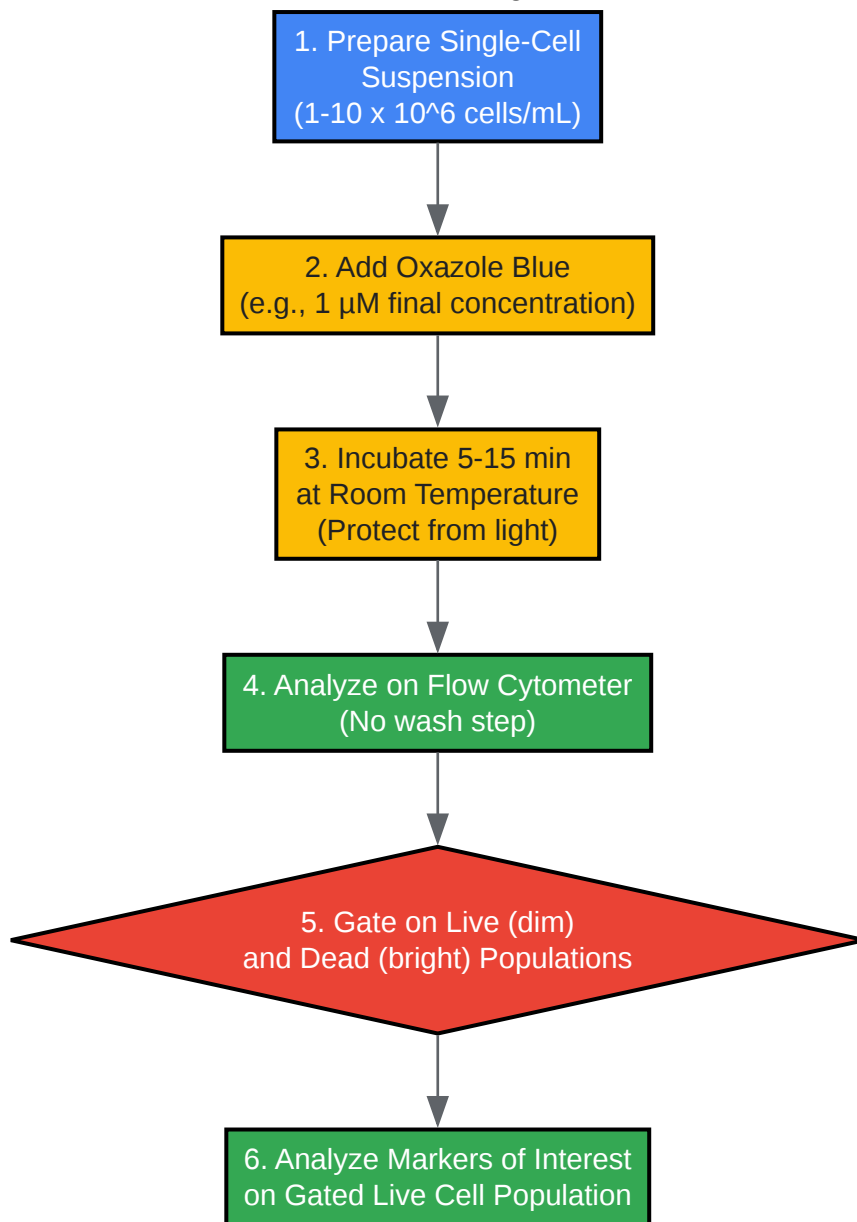 1. Prepare Single-Cell
Suspension
(1-10 x 10^6 cells/mL)
2. Add Oxazole Blue
(e.g., 1 µM final concentration)
3. Incubate 5-15 min
at Room Temperature
(Protect from light)
4. Analyze on Flow Cytometer
(No wash step)
5. Gate on Live (dim)
and Dead (bright) Populations
6. Analyze Markers of Interest
on Gated Live Cell Population